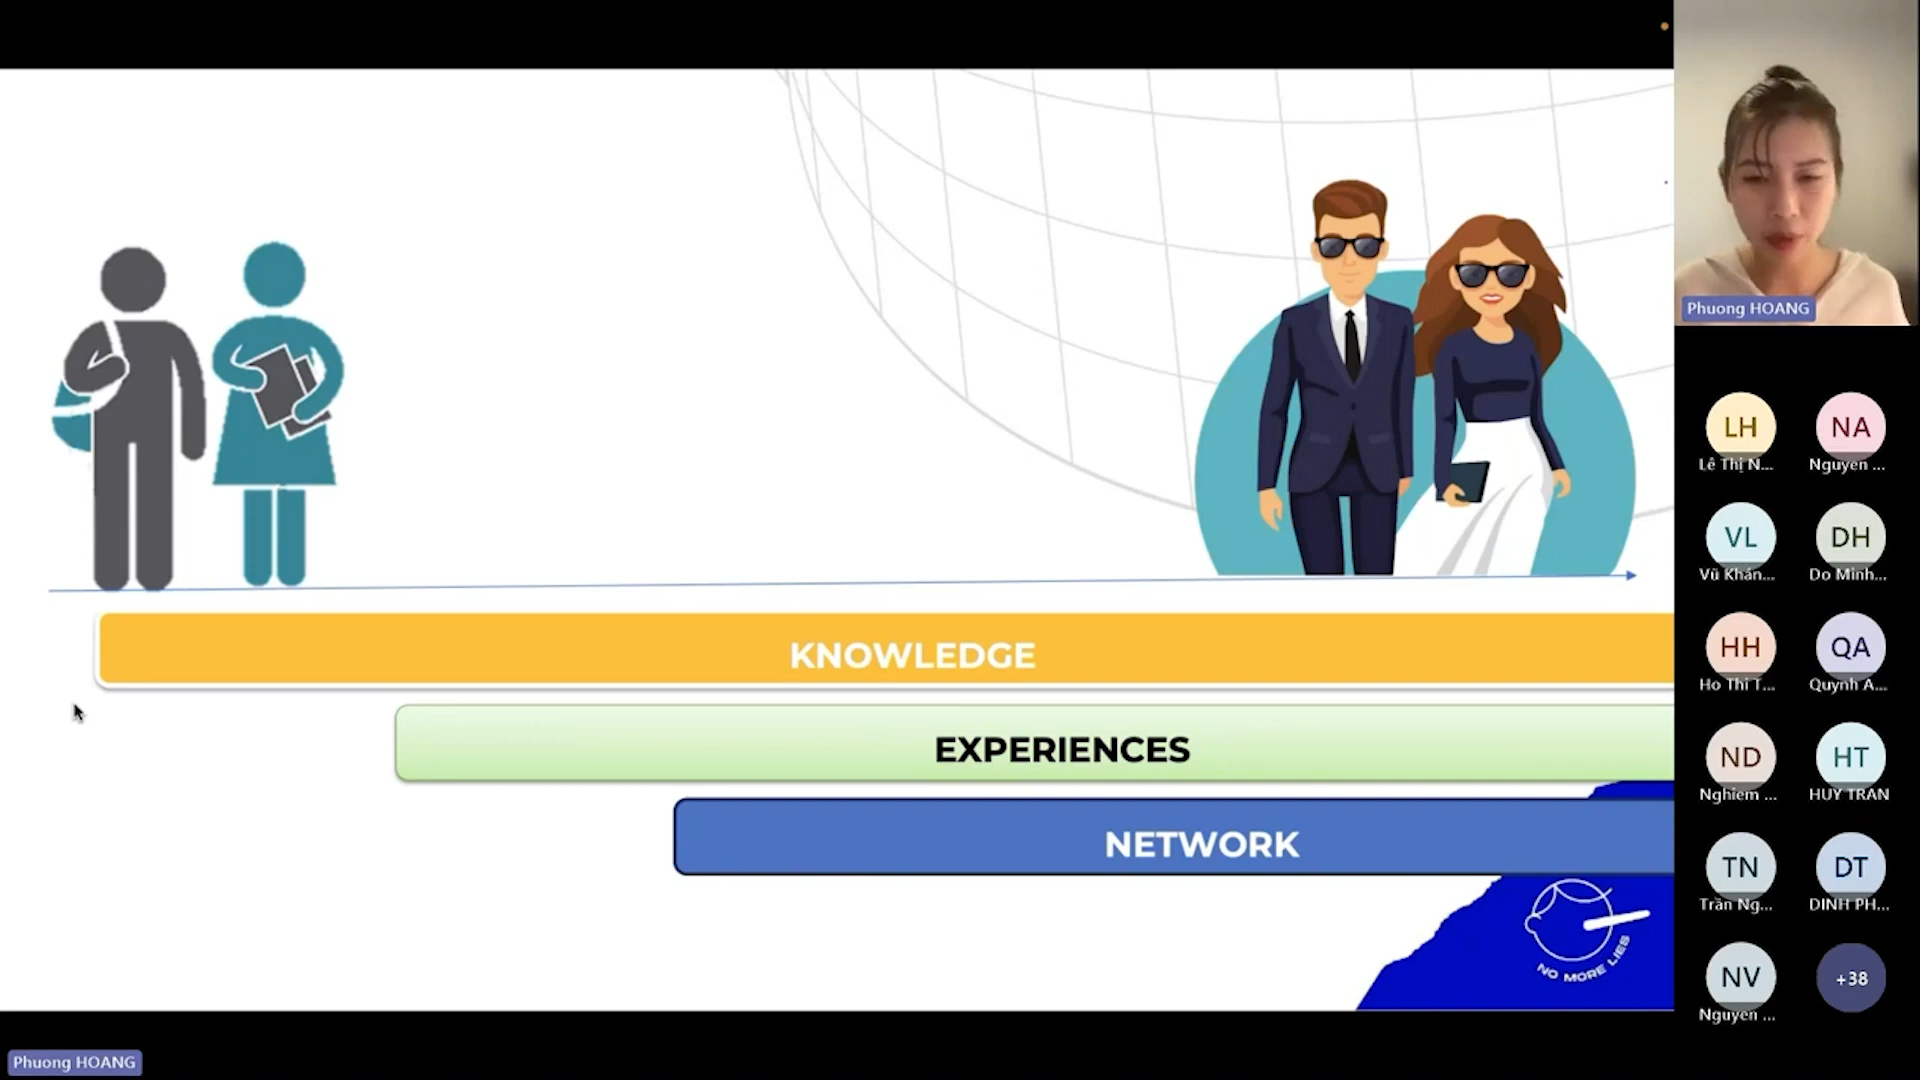 KNOWLEDGE
EXPERIENCES
NETWORK
NO MORE LIES
Phuong HOANG
Phuong HOANG
LH
Lê Thị N...
NA
Nguyen ...
VL
Vũ Khán...
DH
Do Minh...
HH
Ho Thi T...
QA
Quynh A...
ND
Nghiem ...
HT
HUY TRAN
TN
Trần Ng...
DT
DINH PH...
NV
Nguyen ...
+38